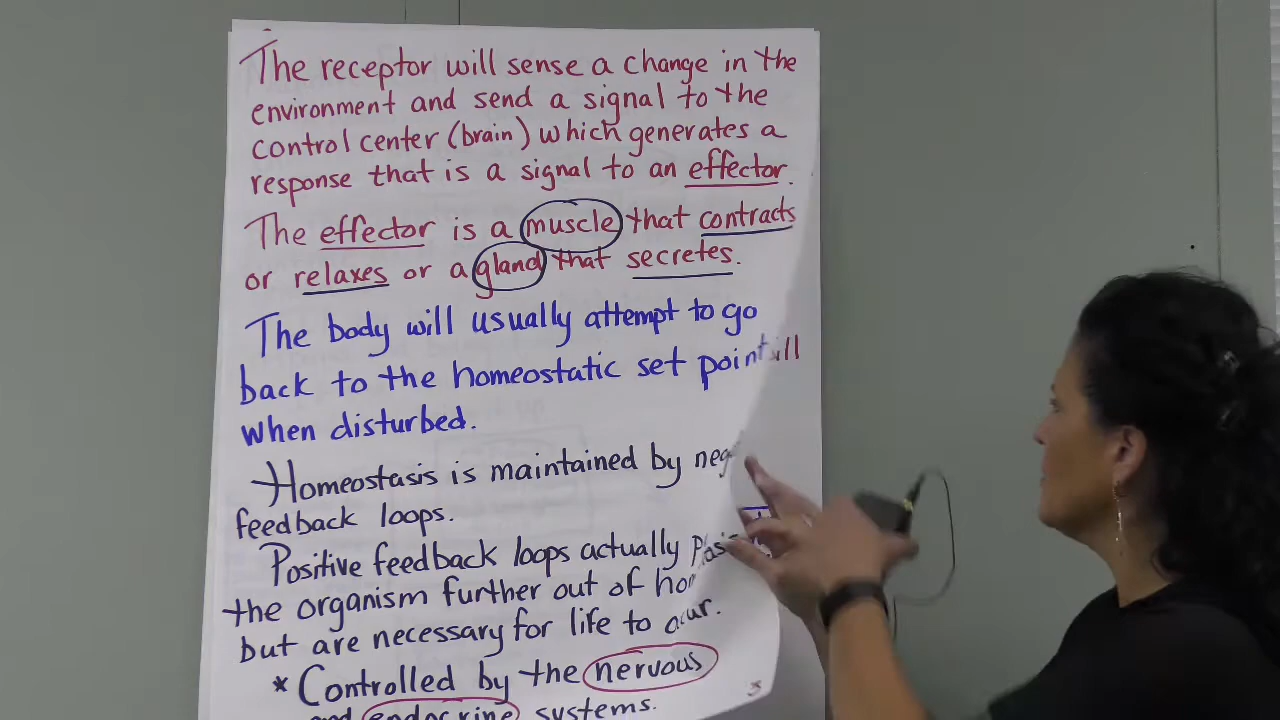 The receptor will sense a change in the
environment and send a signal to the
control center (brain) which generates a
response that is a signal to an effector.
The effector is a muscle that contracts
or relaxes or a gland that secretes.
The body will usually attempt to go
back to the homeostatic set point
when disturbed.
Homeostasis is maintained by
feedback loops.
Positive feedback loops actually
the organism further out of
but are necessary for life to
* Controlled by the nervous
and endocrine systems.
3